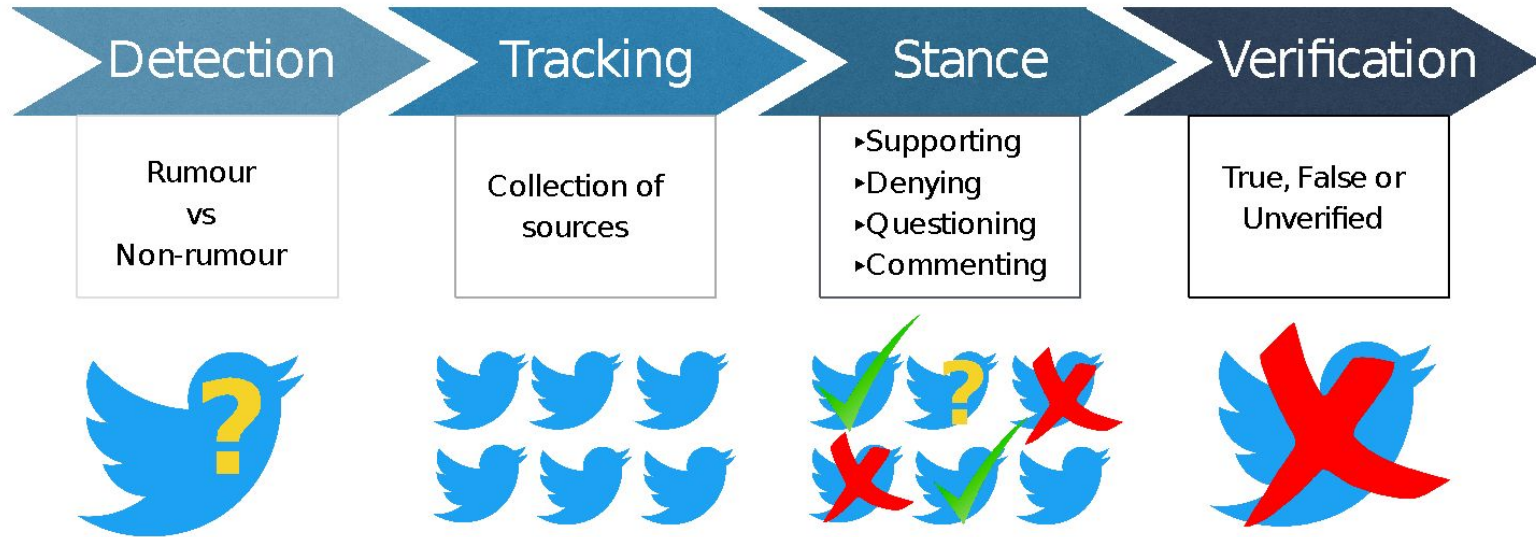 Detection
Tracking
Stance
Verification
Rumour
vs
Non-rumour
Collection of
sources
▸Supporting
▸Denying
▸Questioning
▸Commenting
True, False or
Unverified
?
?